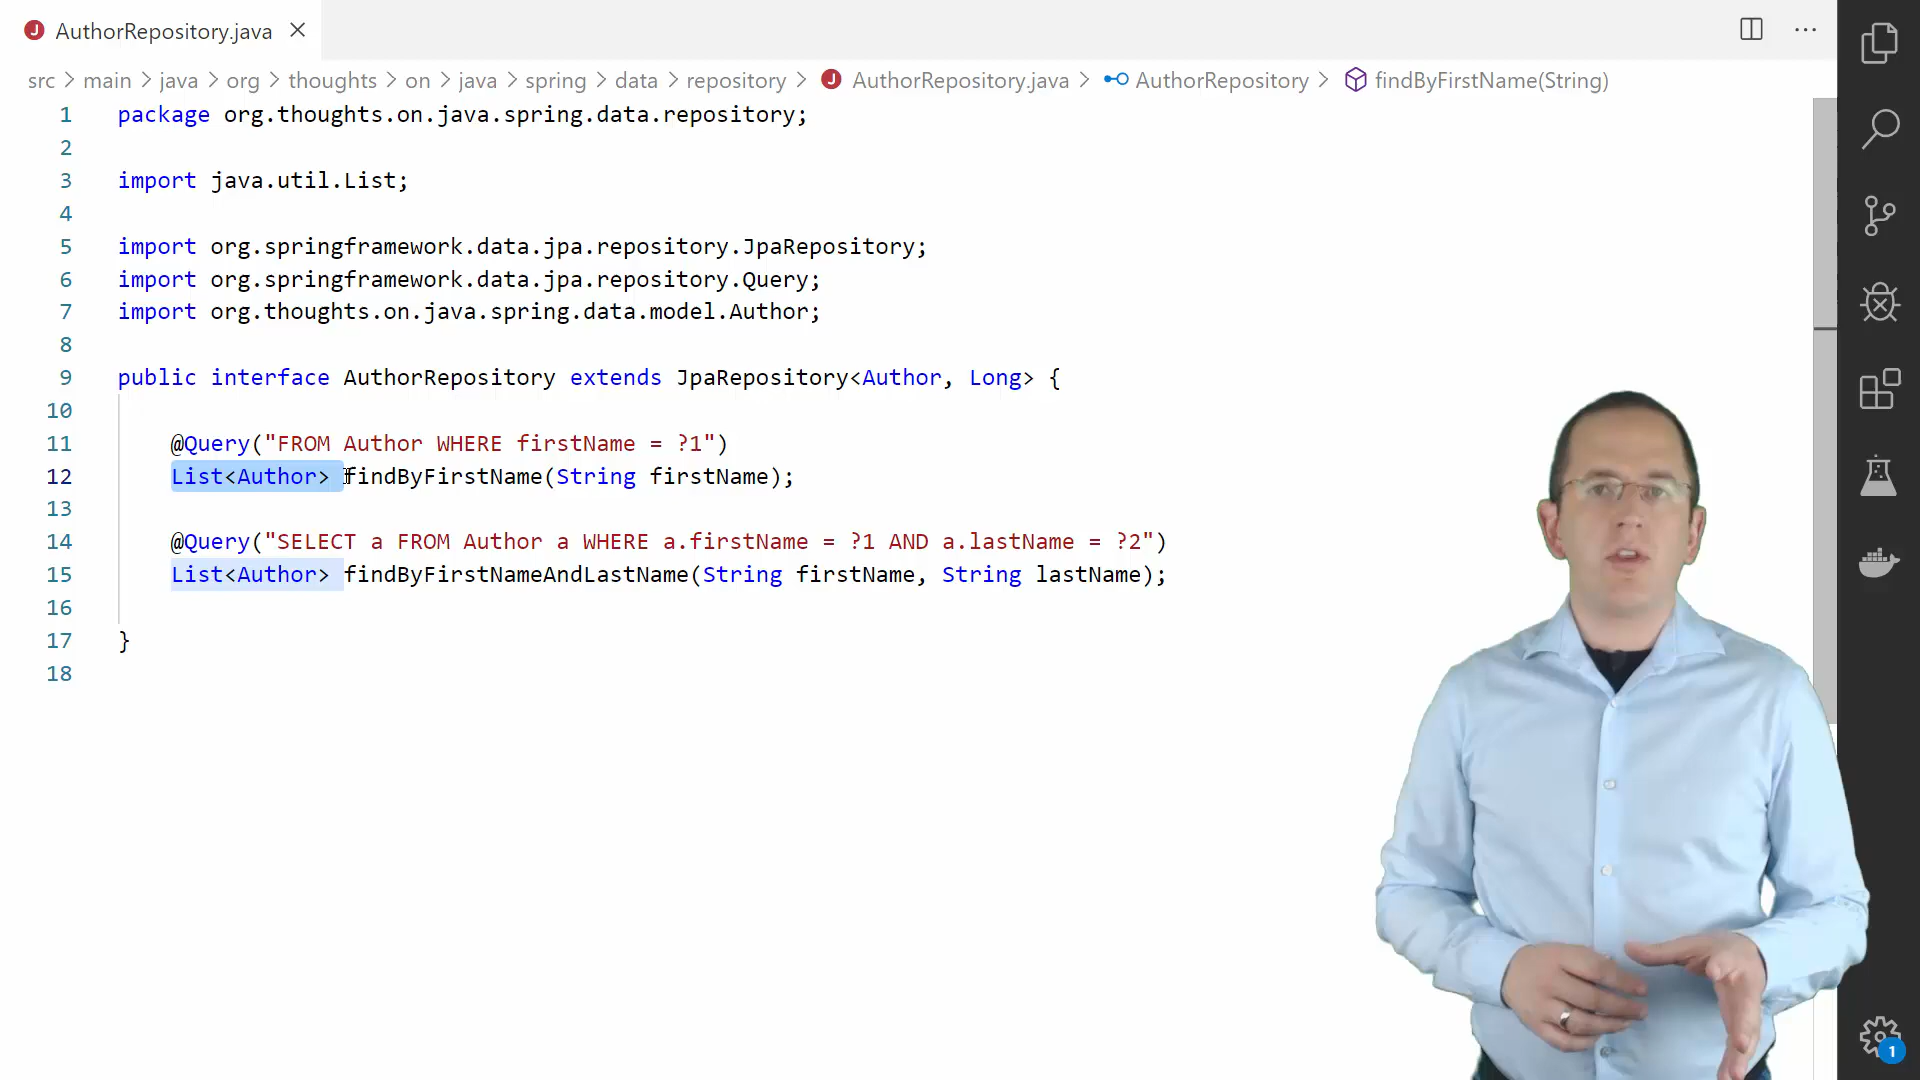 AuthorRepository.java
src > main > java > org > thoughts > on > java > spring > data > repository > AuthorRepository.java > AuthorRepository > findByFirstName(String)
1 package org.thoughts.on.java.spring.data.repository;
2
3 import java.util.List;
4
5 import org.springframework.data.jpa.repository.JpaRepository;
6 import org.springframework.data.jpa.repository.Query;
7 import org.thoughts.on.java.spring.data.model.Author;
8
9 public interface AuthorRepository extends JpaRepository<Author, Long> {
10
11 @Query("FROM Author WHERE firstName = ?1")
12 List<Author> findByFirstName(String firstName);
13
14 @Query("SELECT a FROM Author a WHERE a.firstName = ?1 AND a.lastName = ?2")
15 List<Author> findByFirstNameAndLastName(String firstName, String lastName);
16
17 }
18
1